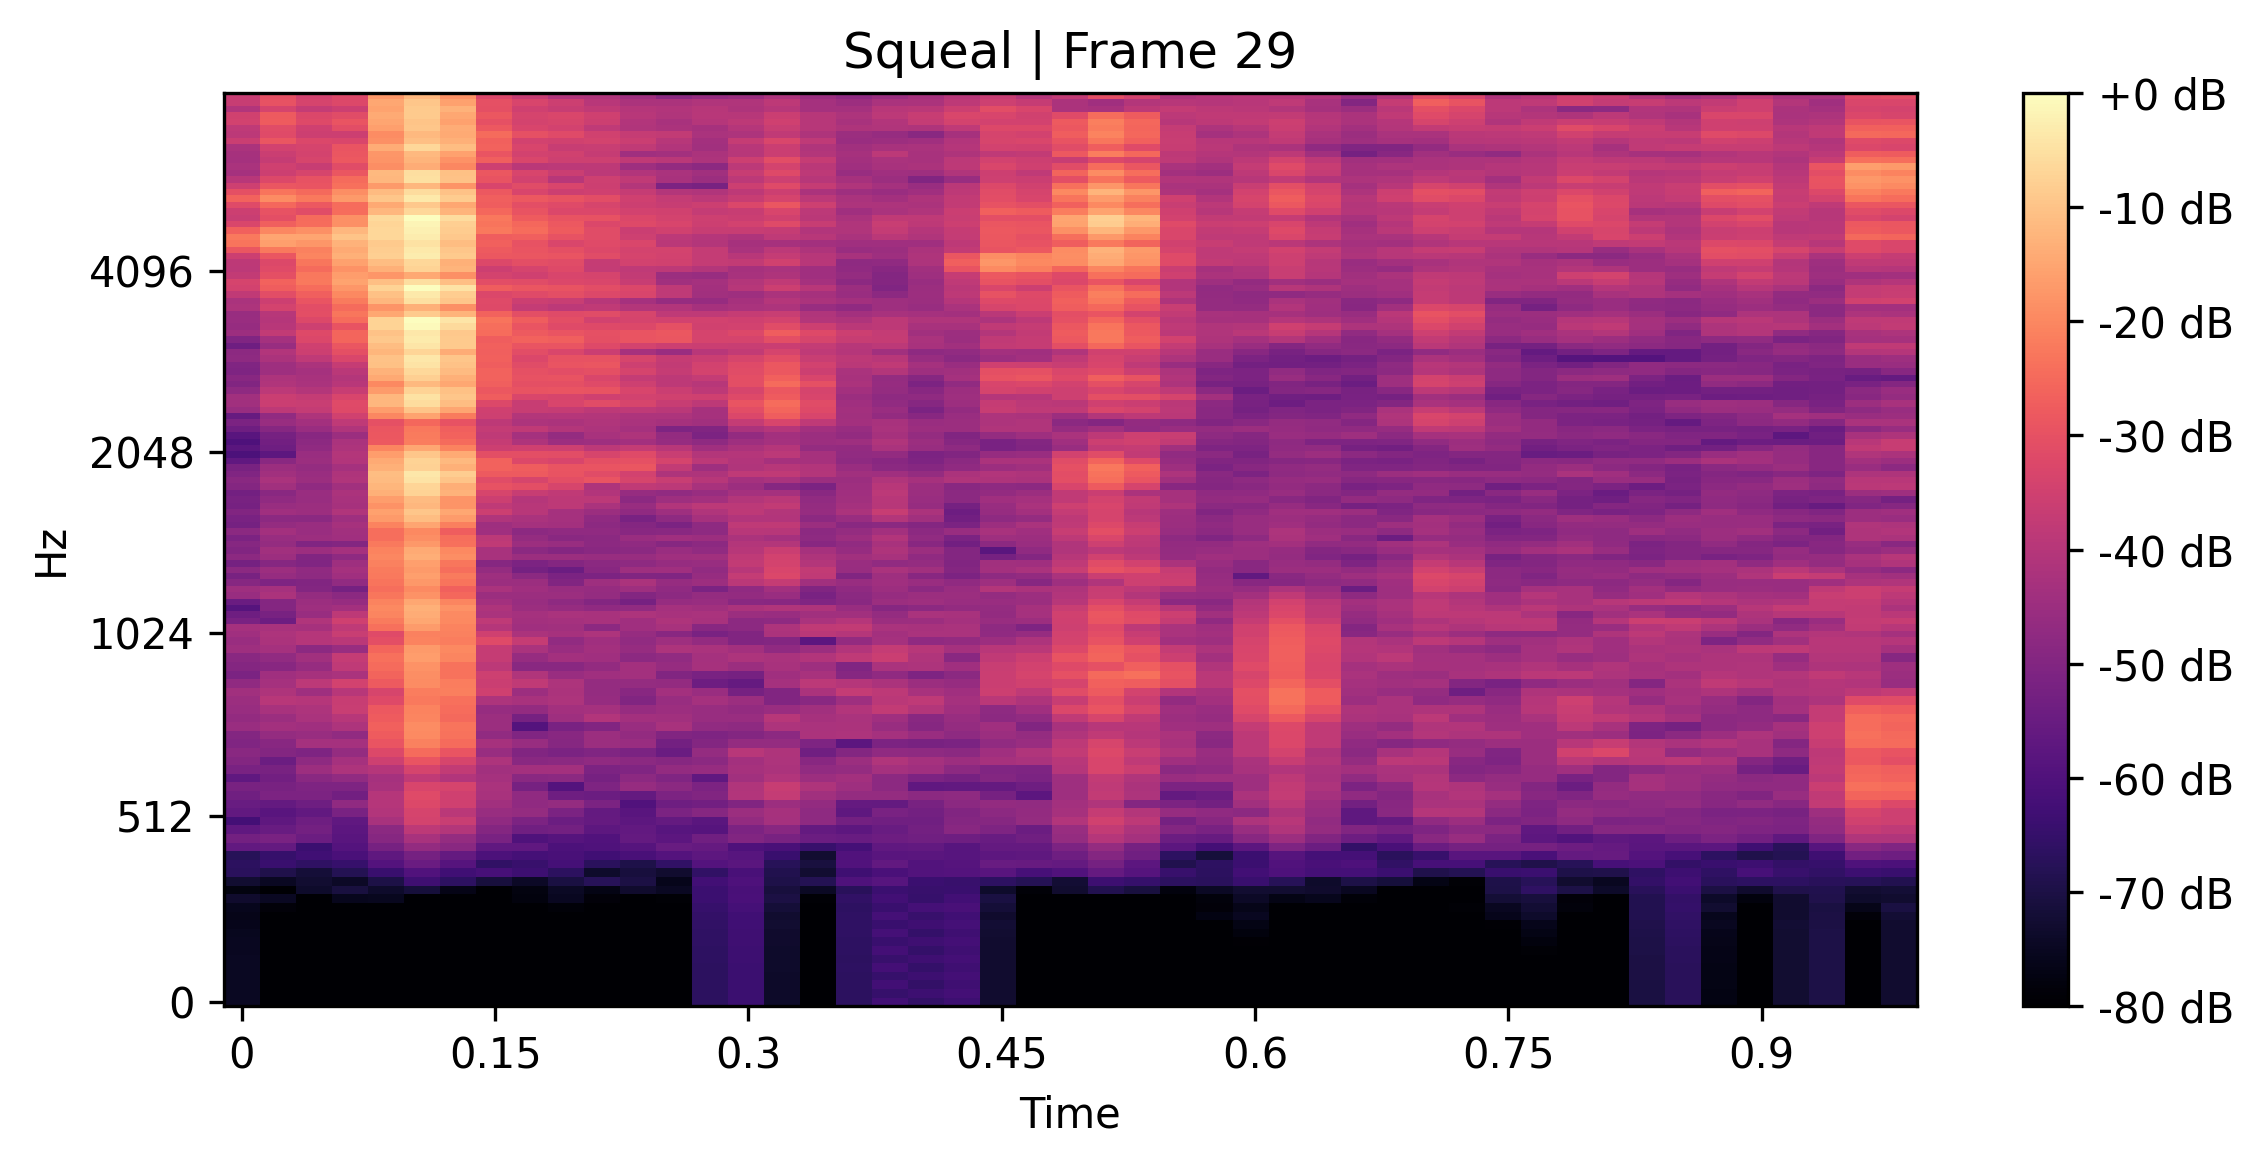 Squeal | Frame 29
Hz
4096
2048
1024
512
0
0 0.15 0.3 0.45 0.6 0.75 0.9
Time
+0 dB
-10 dB
-20 dB
-30 dB
-40 dB
-50 dB
-60 dB
-70 dB
-80 dB